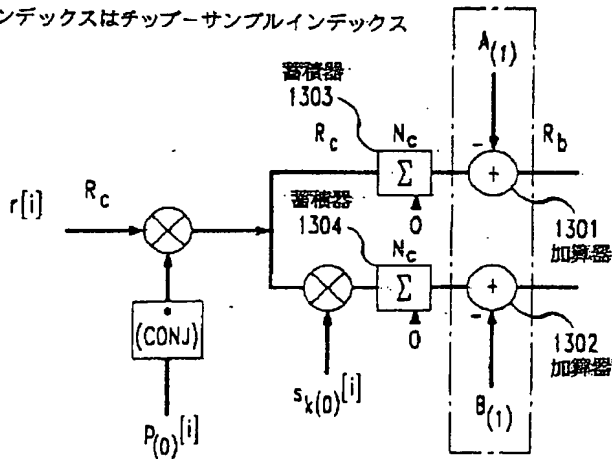 ンデックスはチップーサンプルインデックス
A(1)
蓄積器
1303
Rc
Nc
Σ
0
-
+
Rb
1301
加算器
r[i]
Rc
蓄積器
1304
Nc
Σ
0
-
+
1302
加算器
*
(CONJ)
p(0)[i]
sk(0)[i]
B(1)